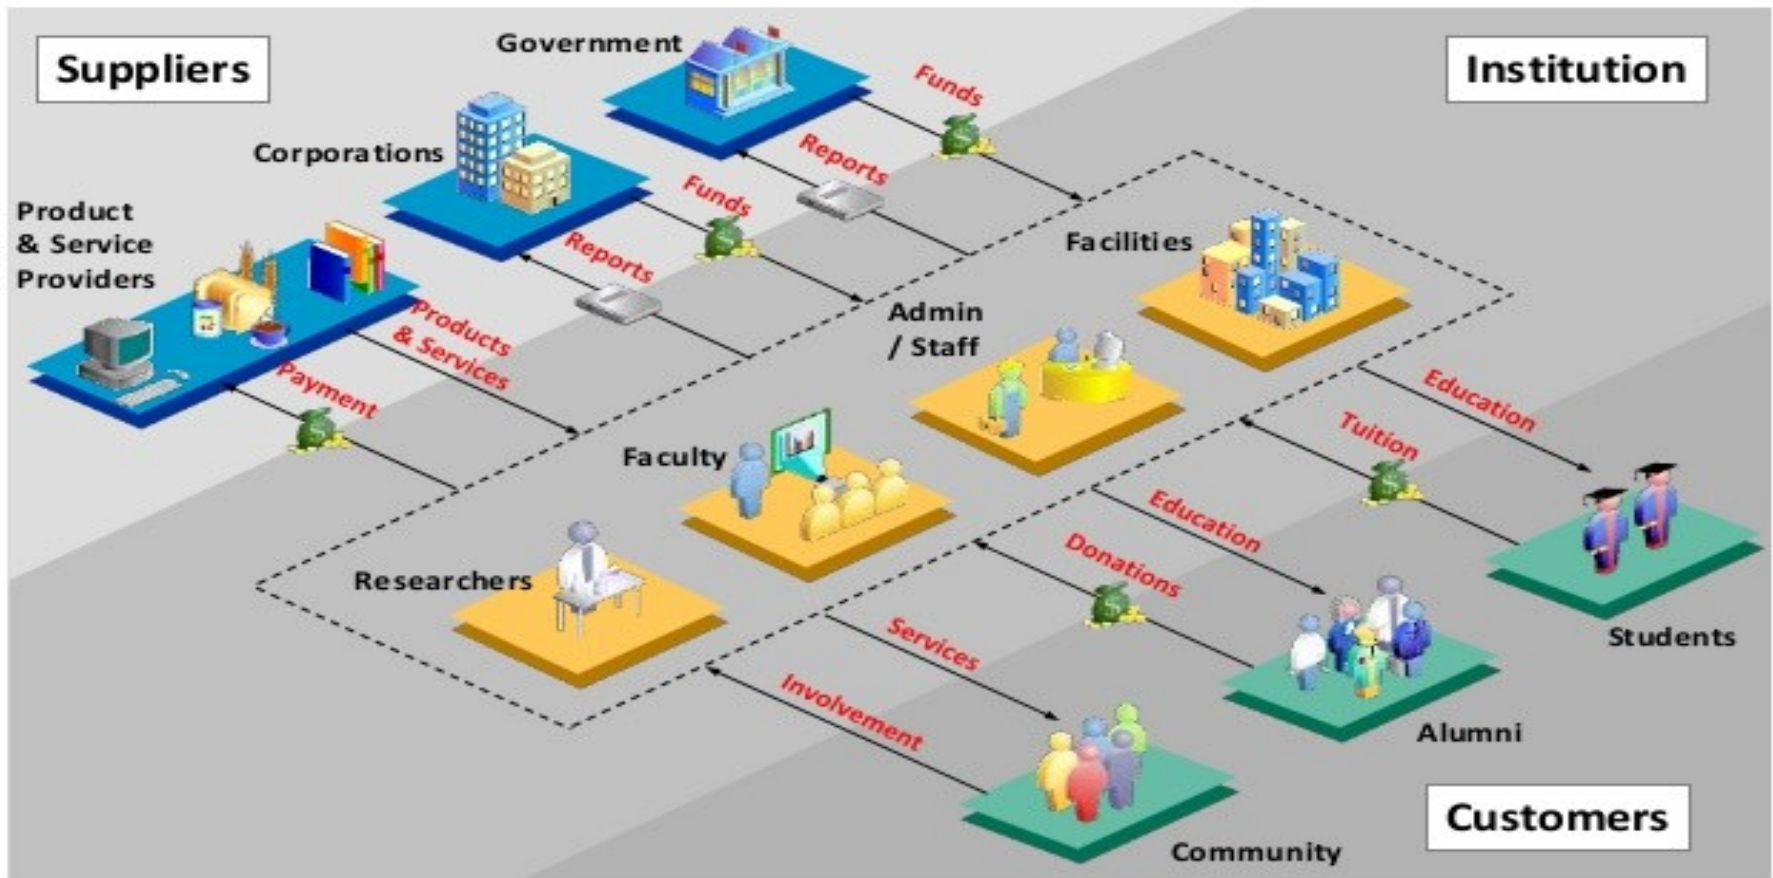 Suppliers
Institution
Government
Funds
Reports
Corporations
Funds
Reports
Product
& Service
Providers
Products
& Services
Payment
Facilities
Admin
/ Staff
Faculty
Researchers
Education
Tuition
Students
Education
Donations
Alumni
Services
Involvement
Community
Customers